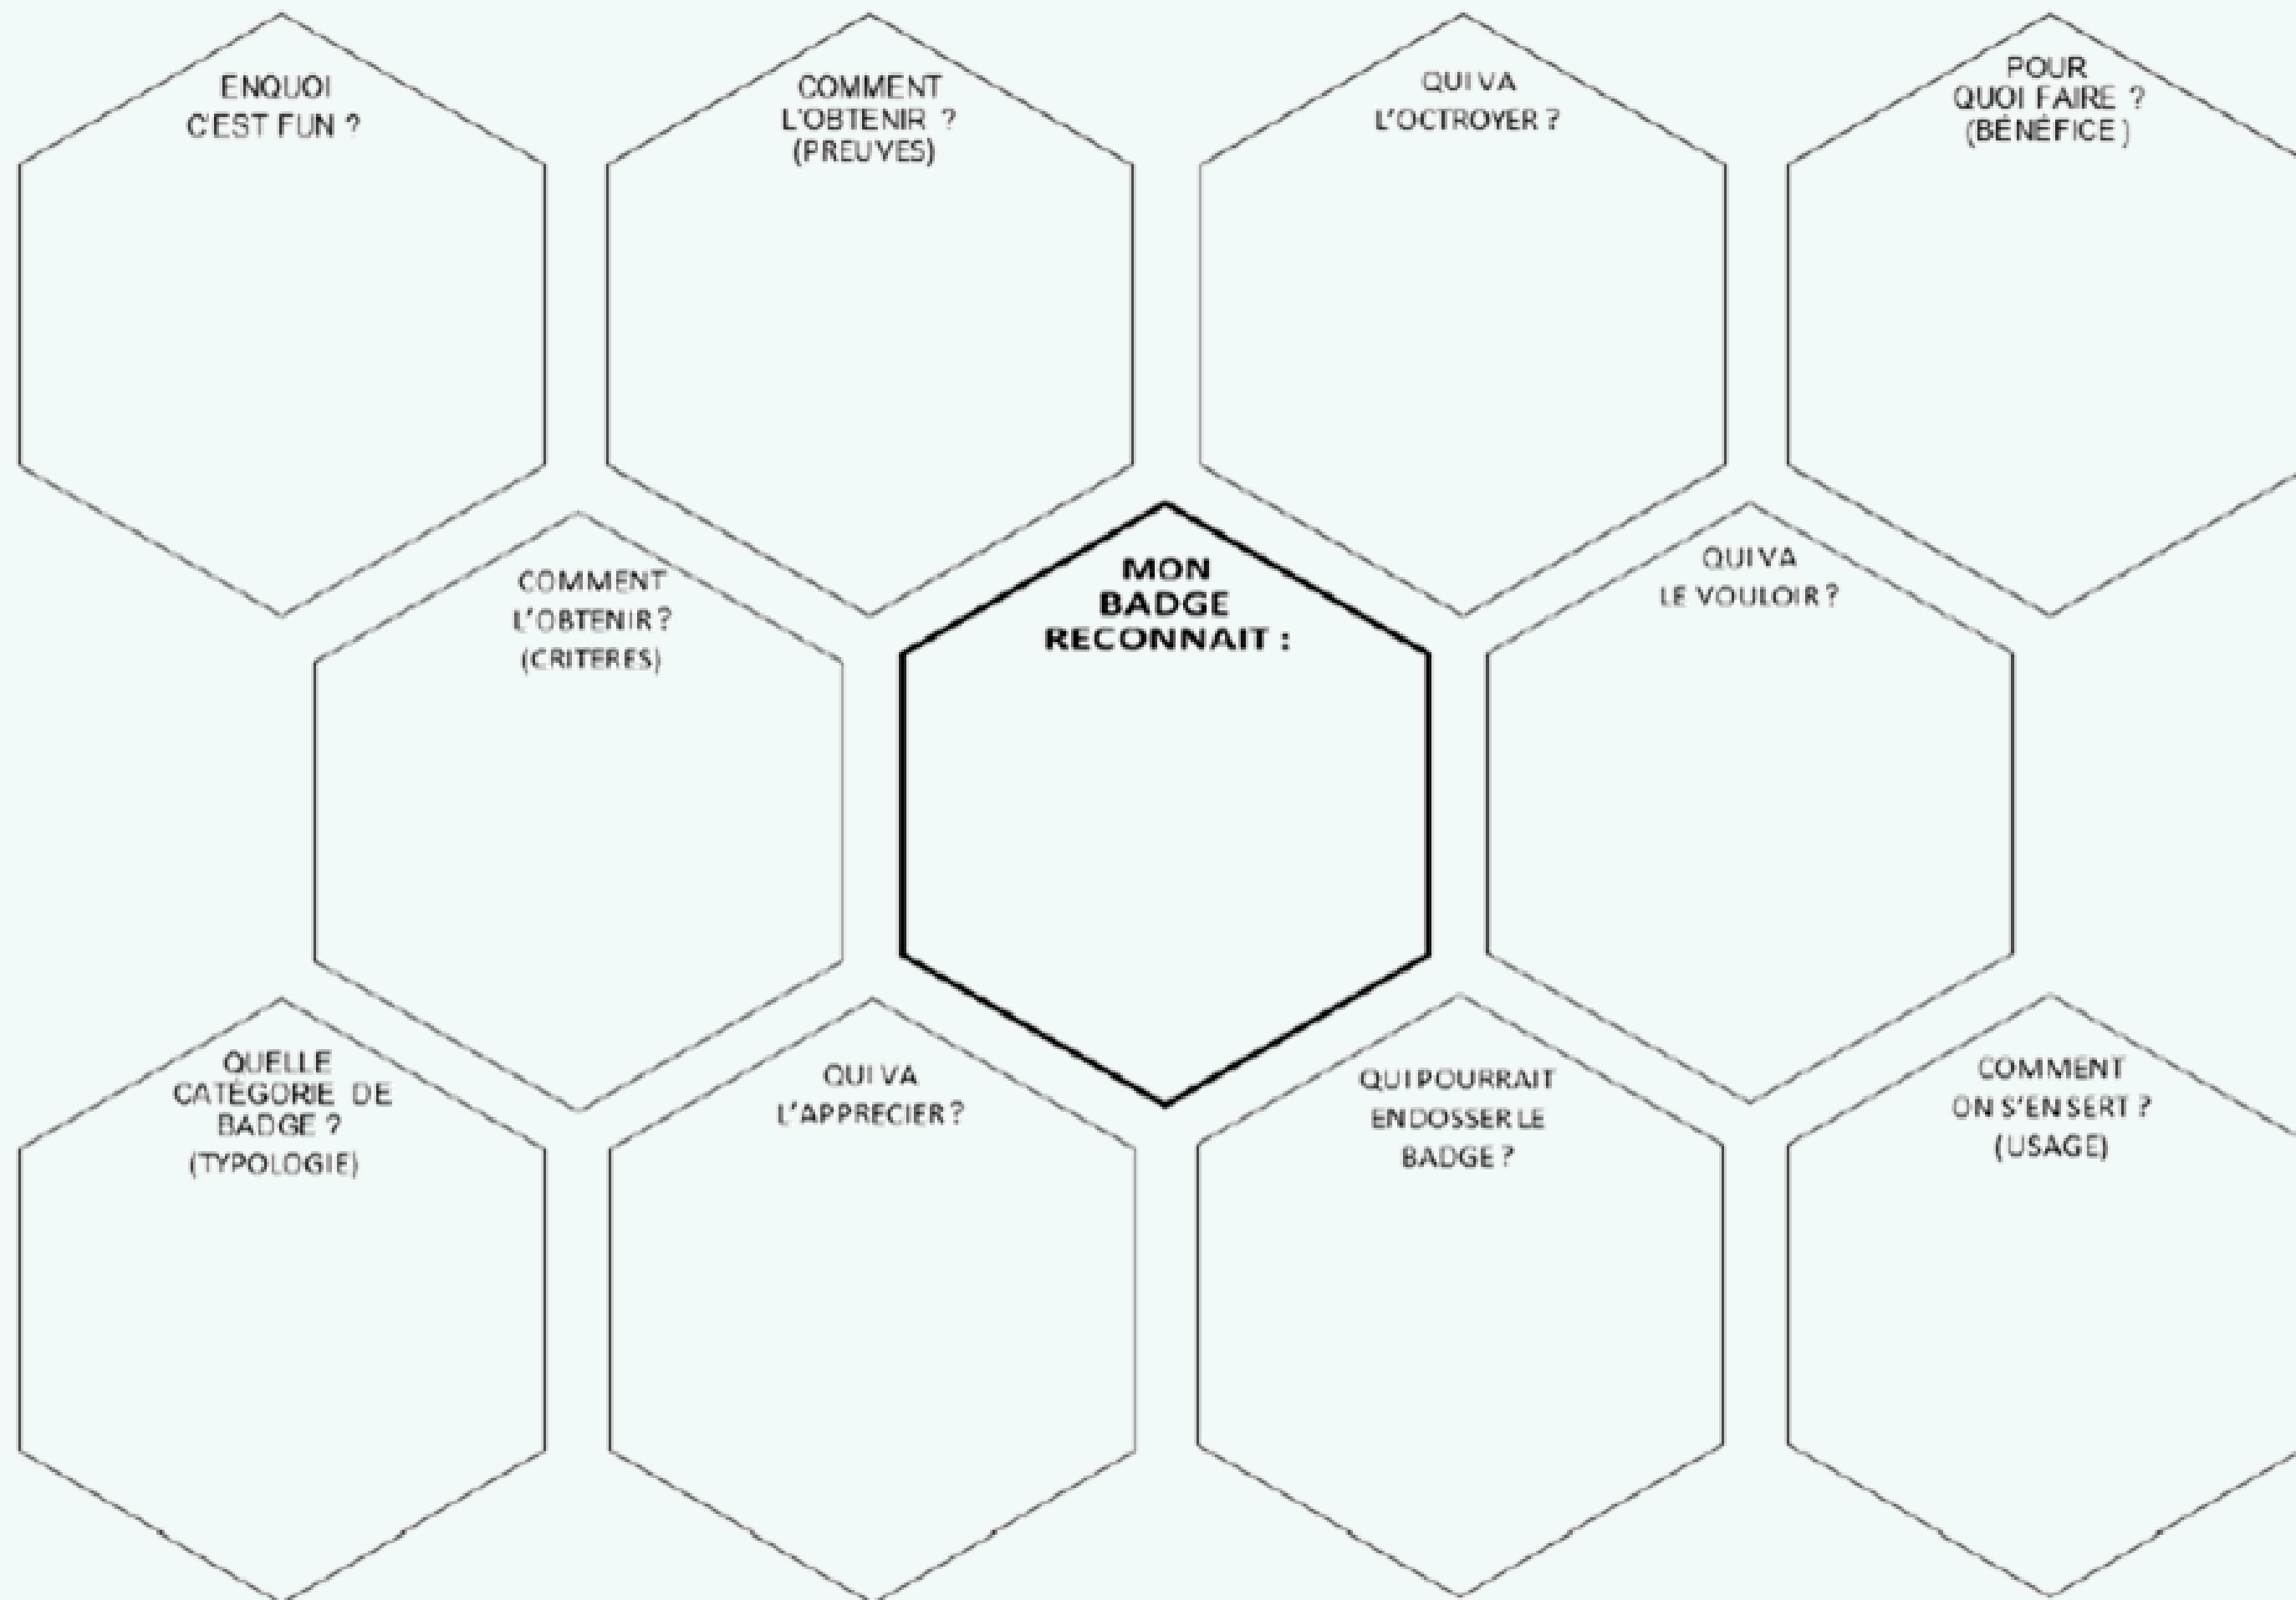 ENQUOI
C'EST FUN ?
COMMENT
L'OBTENIR ?
(PREUVES)
QUI VA
L'OCTROYER ?
POUR
QUOI FAIRE ?
(BÉNÉFICE)
COMMENT
L'OBTENIR ?
(CRITERES)
MON
BADGE
RECONNAIT :
QUI VA
LE VOULOIR ?
QUELLE
CATÉGORIE DE
BADGE ?
(TYPOLOGIE)
QUI VA
L'APPRECIER ?
QUI POURRAIT
ENDOSSER LE
BADGE ?
COMMENT
ON S'EN SERT ?
(USAGE)